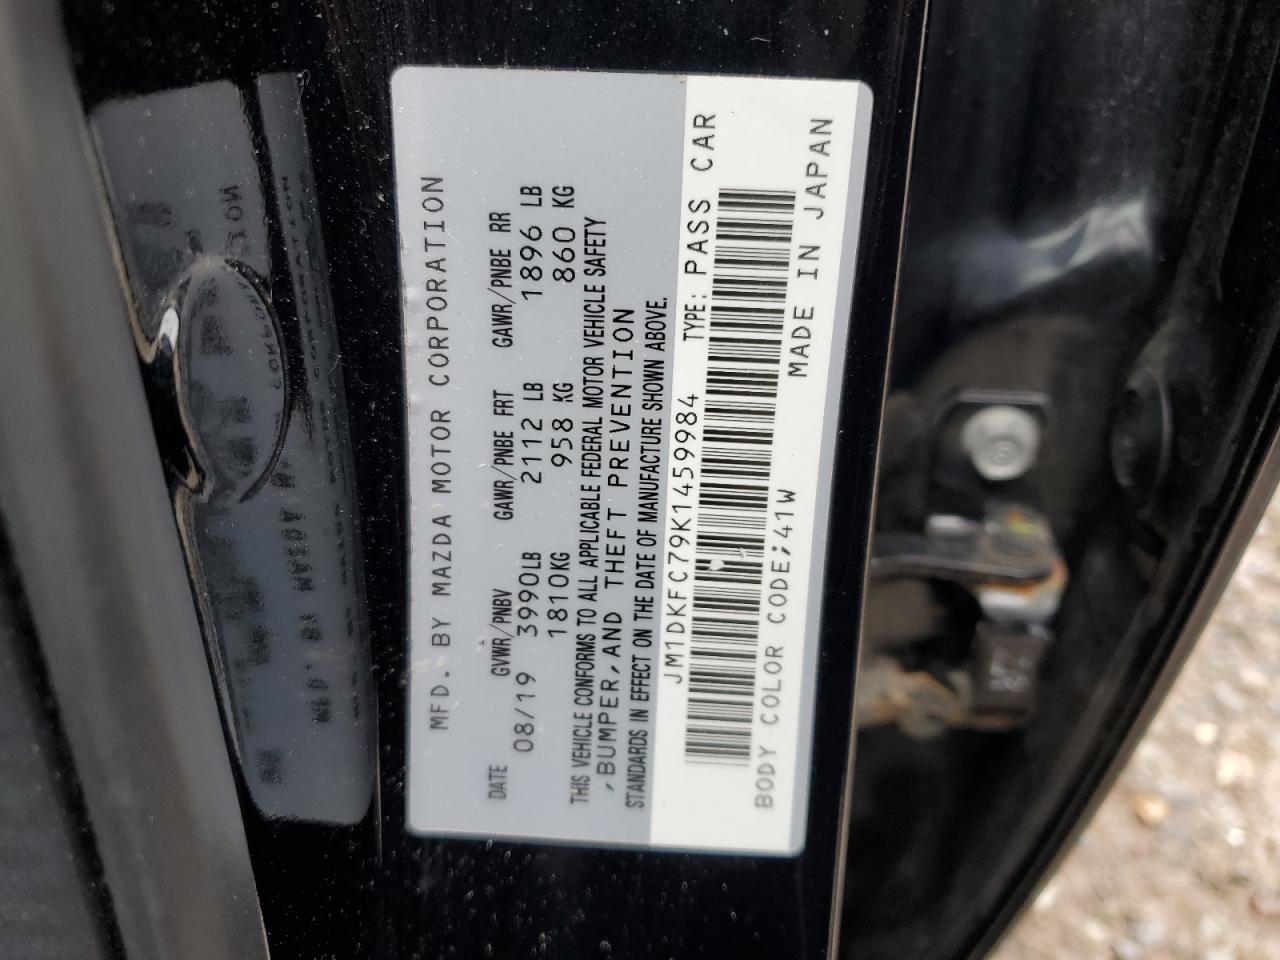 MFD. BY MAZDA MOTOR CORPORATION
DATE GVWR/PNBV GAWR/PNBE FRT GAWR/PNBE RR
08/19 3990LB 2112 LB 1896 LB
1810KG 958 KG 860 KG
THIS VEHICLE CONFORMS TO ALL APPLICABLE FEDERAL MOTOR VEHICLE SAFETY
,BUMPER,AND THEFT PREVENTION
STANDARDS IN EFFECT ON THE DATE OF MANUFACTURE SHOWN ABOVE.
JM1DKFC79K1459984 TYPE: PASS CAR
BODY COLOR CODE;41W MADE IN JAPAN